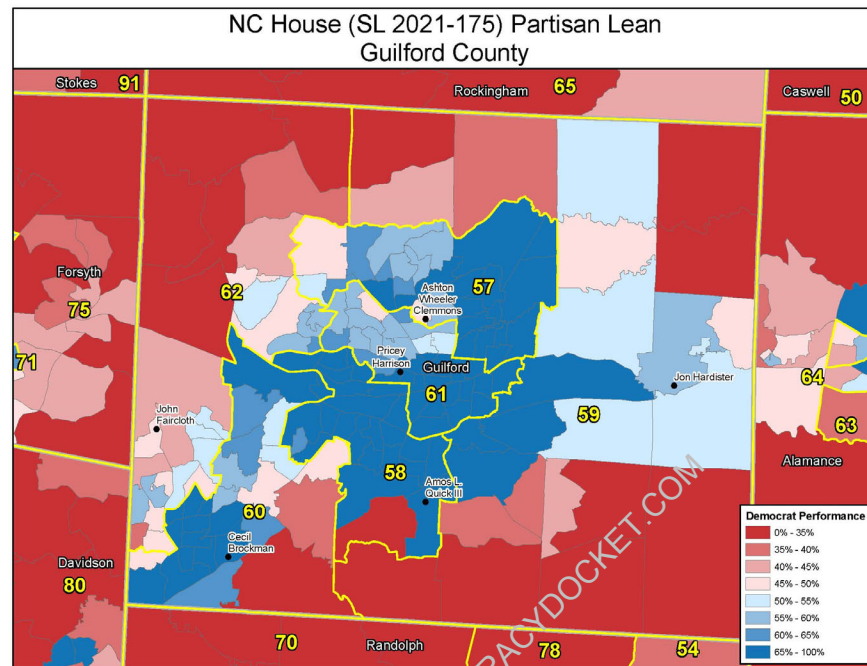 NC House (SL 2021-175) Partisan Lean
Guilford County
Stokes 91
Rockingham 65
Caswell 50
Forsyth
75
71
62
57
Ashton
Wheeler
Clemmons
Pricey
Harrison
Guilford
61
Jon Hardister
64
63
59
John
Faircloth
58
Amos L.
Quick III
60
Cecil
Brockman
Alamance
Davidson
80
70
Randolph
78
54
RACYDOCKET.COM
Democrat Performance
0% - 35%
35% - 40%
40% - 45%
45% - 50%
50% - 55%
55% - 60%
60% - 65%
65% - 100%